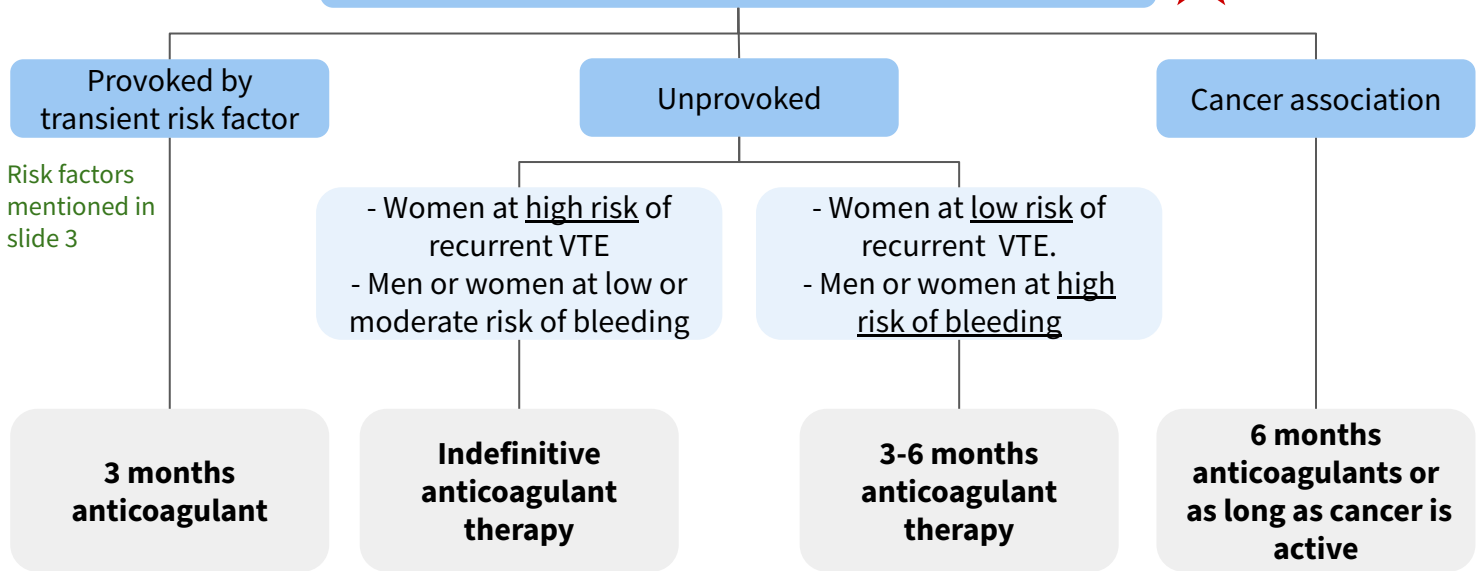 Provoked by
transient risk factor
Unprovoked
Cancer association
Risk factors
mentioned in
slide 3
- Women at high risk of
recurrent VTE
- Men or women at low or
moderate risk of bleeding
- Women at low risk of
recurrent VTE.
- Men or women at high
risk of bleeding
3 months
anticoagulant
Indefinitive
anticoagulant
therapy
3-6 months
anticoagulant
therapy
6 months
anticoagulants or
as long as cancer is
active